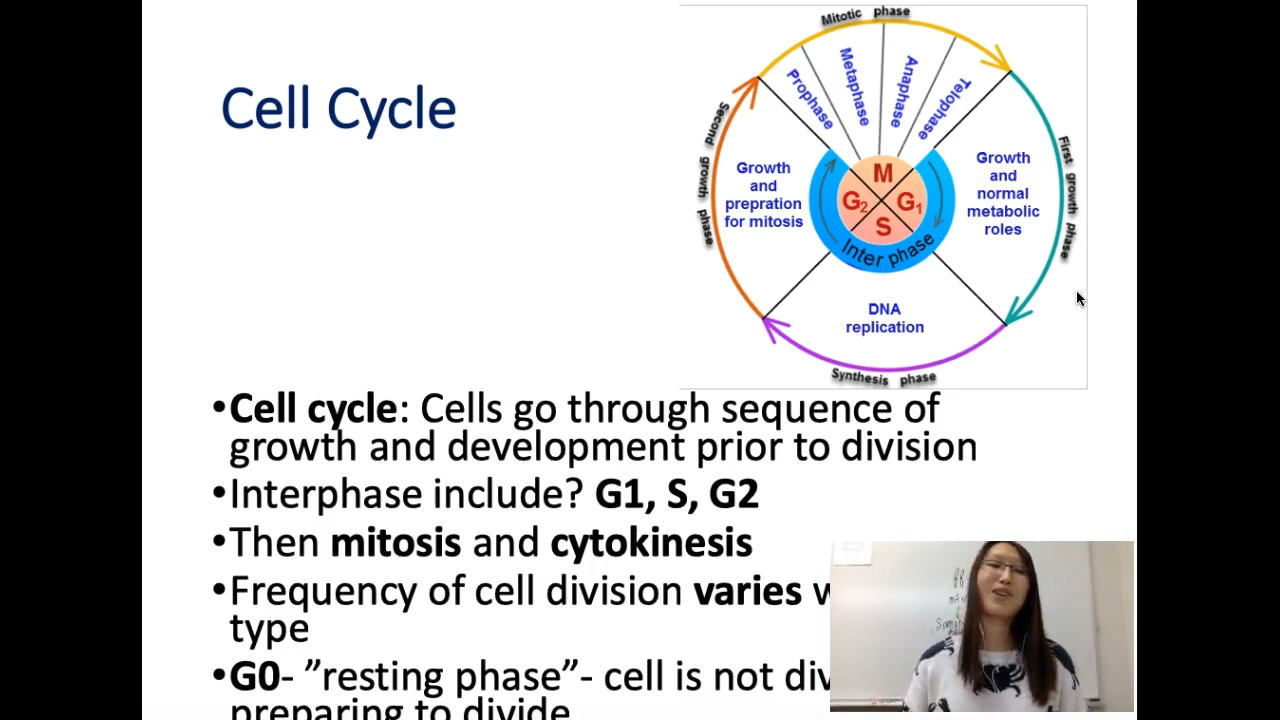 Cell Cycle
Mitotic phase
Prophase
Metaphase
Anaphase
Telophase
Second growth phase
Growth
and
prepration
for mitosis
M
G2
G1
S
Inter phase
Growth
and
normal
metabolic
roles
First growth phase
DNA
replication
Synthesis phase
•Cell cycle: Cells go through sequence of
growth and development prior to division
•Interphase include? G1, S, G2
•Then mitosis and cytokinesis
•Frequency of cell division varies
type
•G0- ”resting phase”- cell is not div
preparing to divide